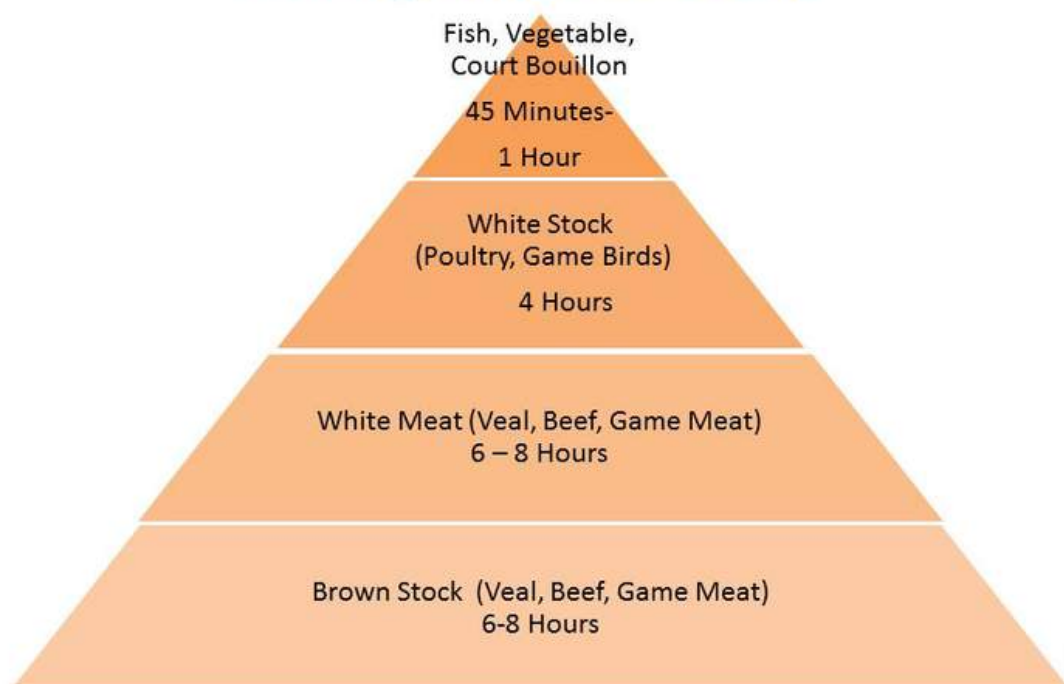 Fish, Vegetable,
Court Bouillon
45 Minutes-
1 Hour
White Stock
(Poultry, Game Birds)
4 Hours
White Meat (Veal, Beef, Game Meat)
6 – 8 Hours
Brown Stock (Veal, Beef, Game Meat)
6-8 Hours